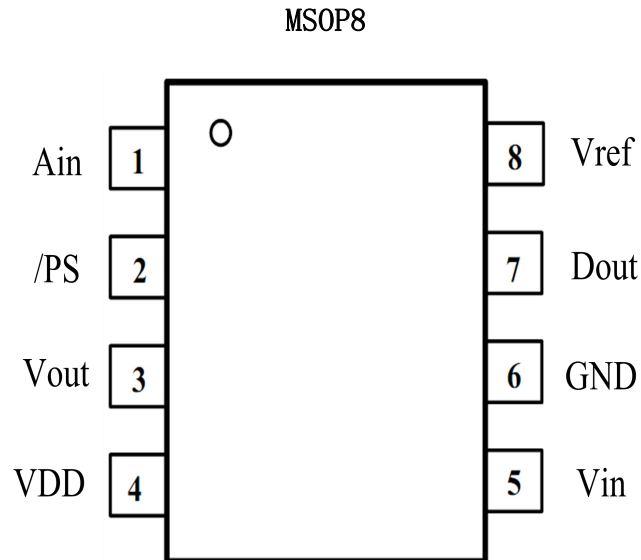 MSOP8
Ain 1 8 Vref
/PS 2 7 Dout
Vout 3 6 GND
VDD 4 5 Vin